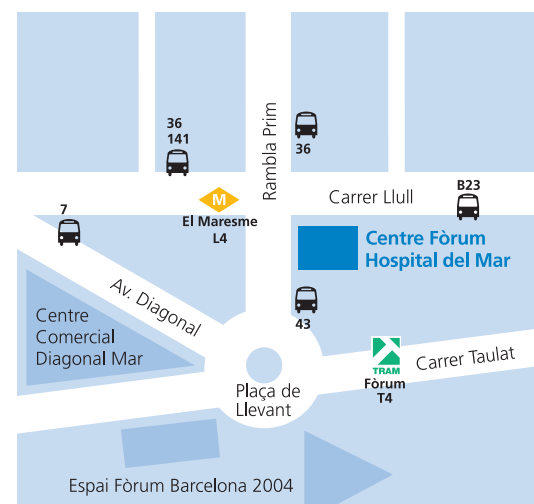 36
141
36
Rambla Prim
M
El Maresme
L4
Carrer Llull
B23
7
Centre Fòrum
Hospital del Mar
Av. Diagonal
43
Centre
Comercial
Diagonal Mar
TRAM
Fòrum
T4
Carrer Taulat
Plaça de
Llevant
Espai Fòrum Barcelona 2004